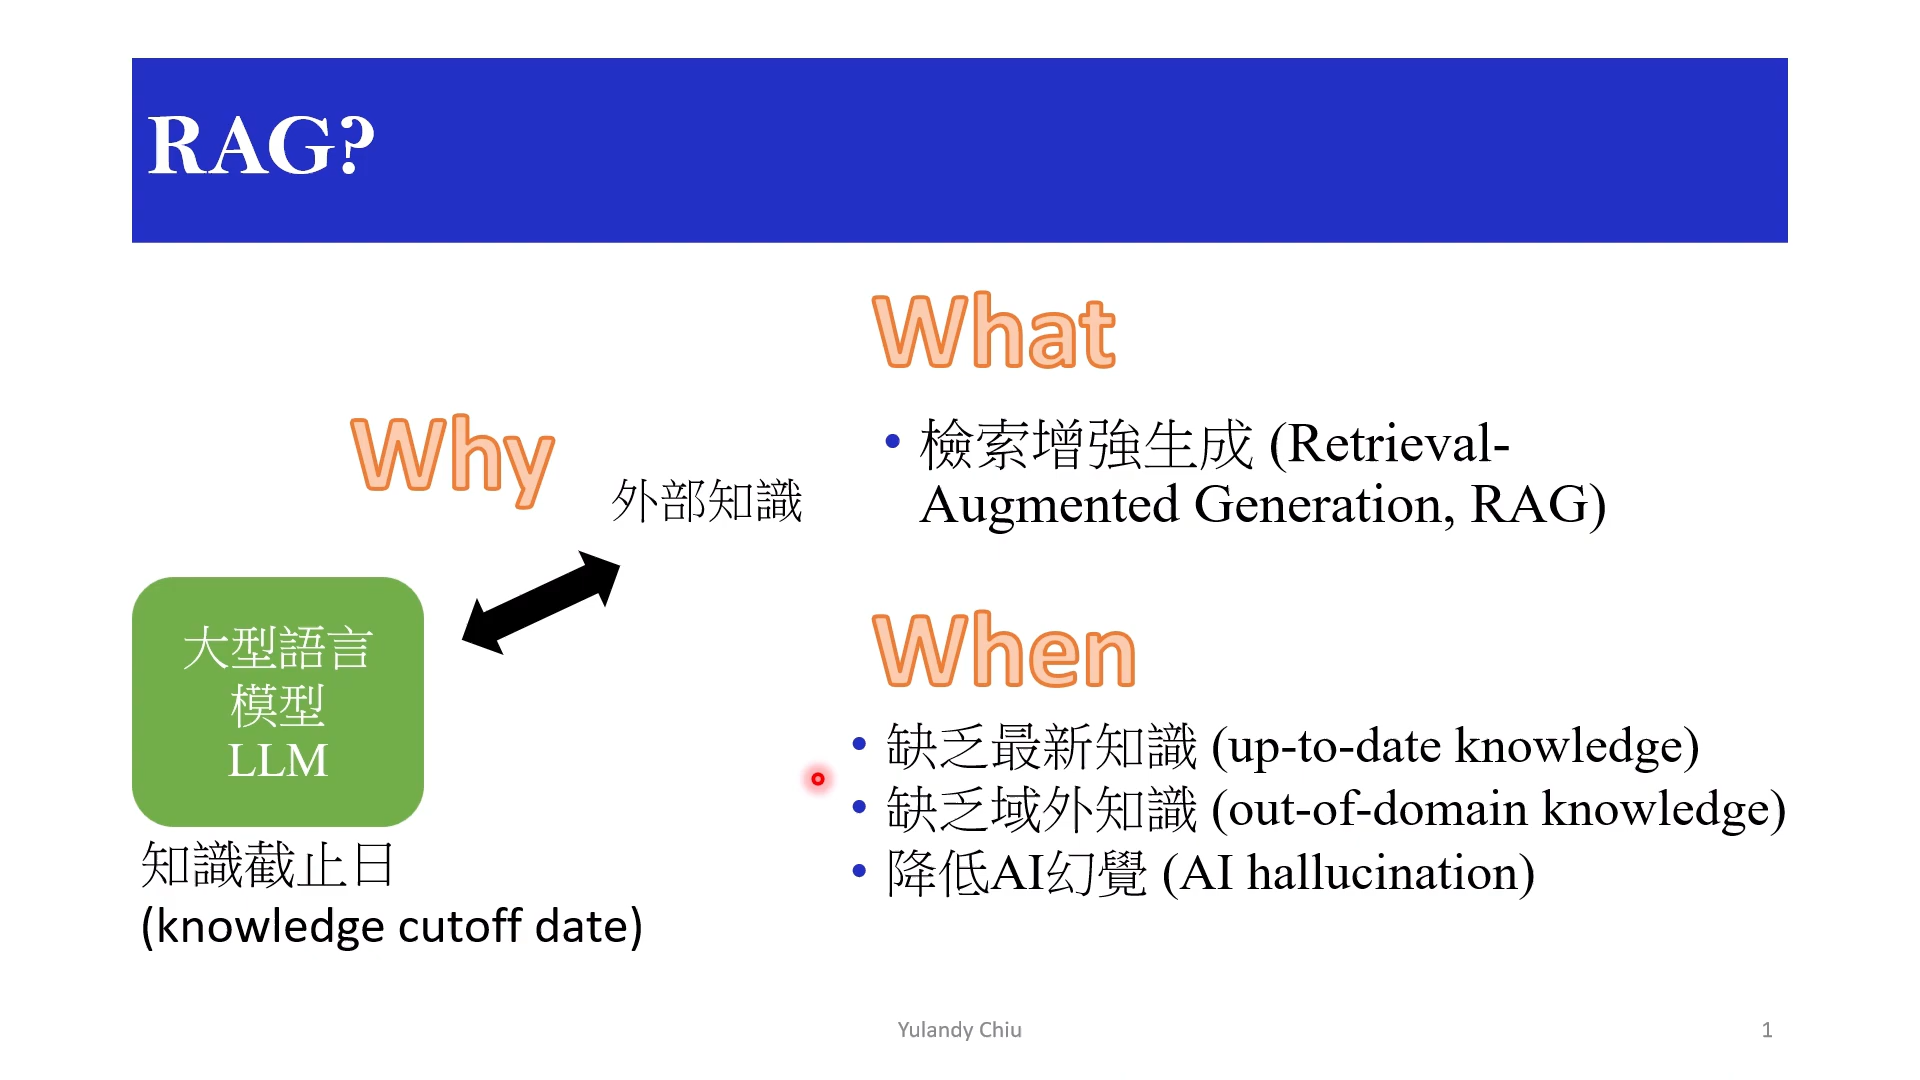 RAG?
Why
外部知識
大型語言
模型
LLM
知識截止日
(knowledge cutoff date)
What
• 檢索增強生成 (Retrieval-
Augmented Generation, RAG)
When
• 缺乏最新知識 (up-to-date knowledge)
• 缺乏域外知識 (out-of-domain knowledge)
• 降低AI幻覺 (AI hallucination)
Yulandy Chiu
1